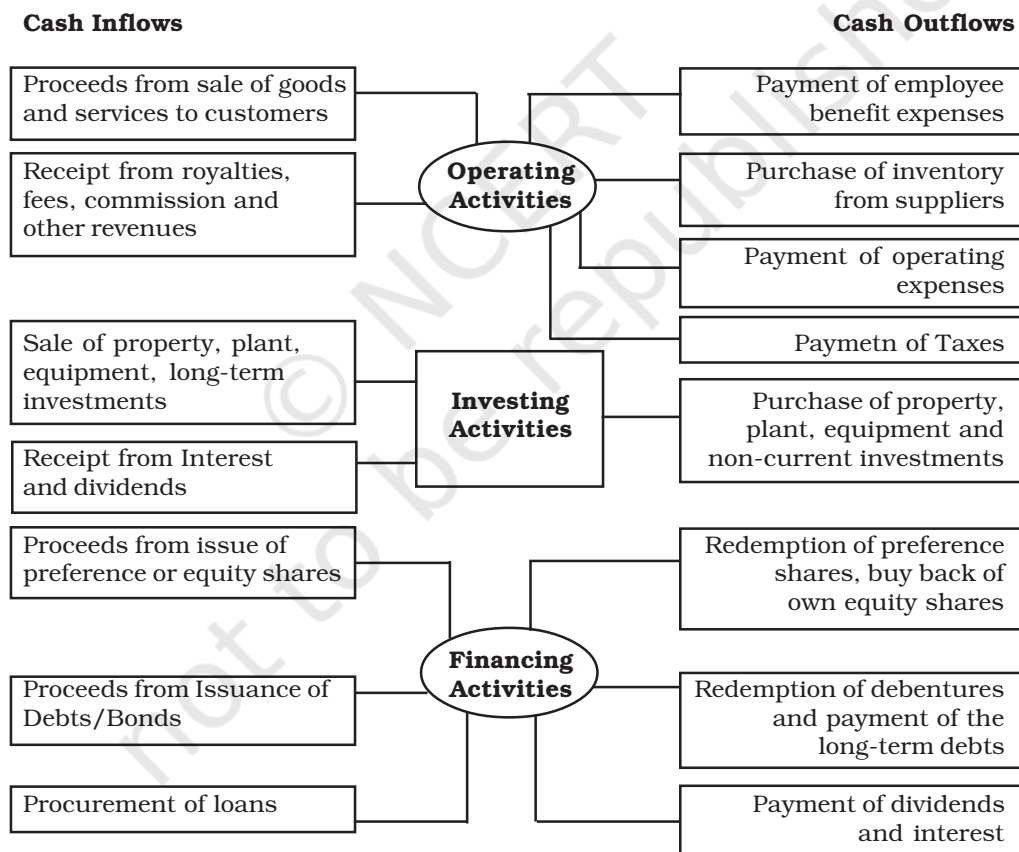 Cash Inflows
Cash Outflows
Proceeds from sale of goods
and services to customers
Receipt from royalties,
fees, commission and
other revenues
Operating
Activities
Payment of employee
benefit expenses
Purchase of inventory
from suppliers
Payment of operating
expenses
Paymetn of Taxes
Sale of property, plant,
equipment, long-term
investments
Receipt from Interest
and dividends
Investing
Activities
Purchase of property,
plant, equipment and
non-current investments
Proceeds from issue of
preference or equity shares
Proceeds from Issuance of
Debts/Bonds
Procurement of loans
Financing
Activities
Redemption of preference
shares, buy back of
own equity shares
Redemption of debentures
and payment of the
long-term debts
Payment of dividends
and interest
© NCERT
not to be republishe